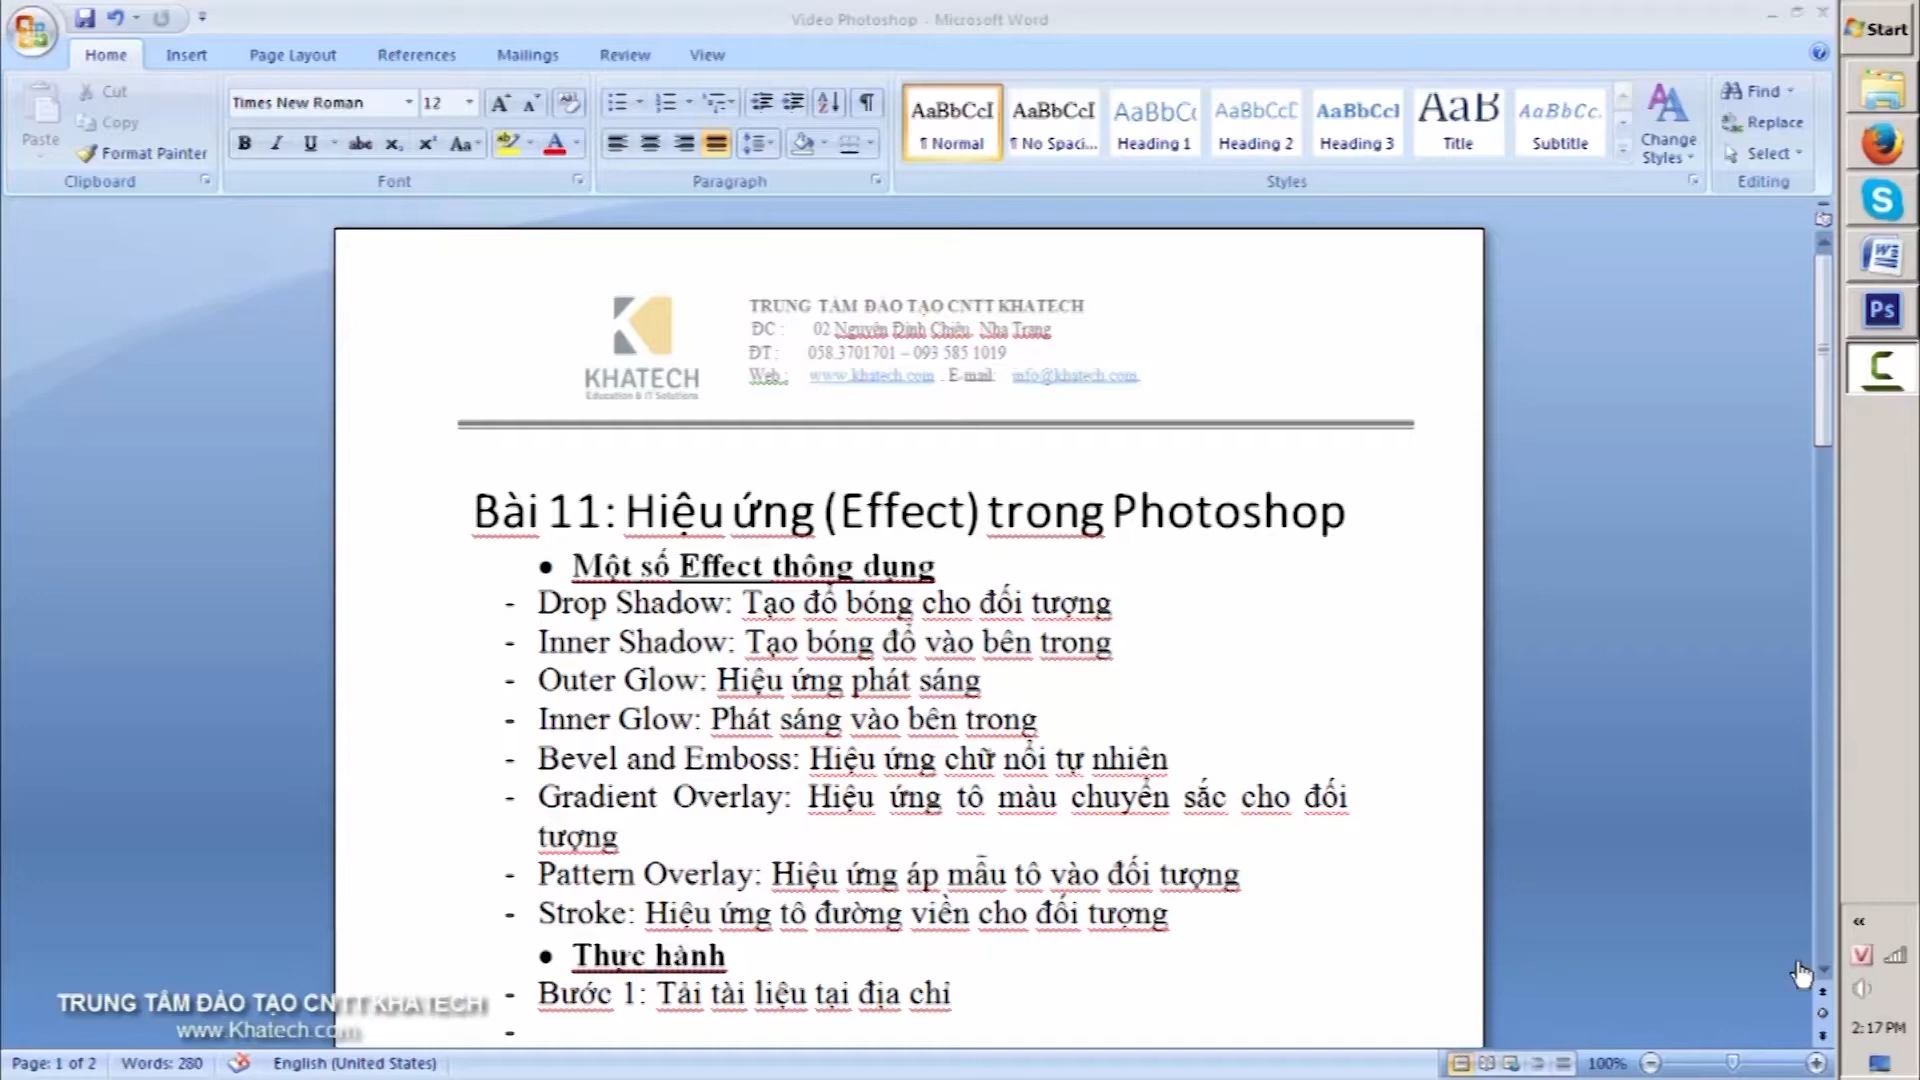 Video Photoshop - Microsoft Word
Home Insert Page Layout References Mailings Review View
Start
Paste
Cut
Copy
Format Painter
Clipboard
Times New Roman 12
Font
Paragraph
AaBbCcI AaBbCcI AaBbC AaBbCcI AaBbCcI AaB AaBbCc.
¶ Normal ¶ No Spaci... Heading 1 Heading 2 Heading 3 Title Subtitle
Styles
Change Styles
Find
Replace
Select
Editing
KHATECH
Education & IT Solutions
TRUNG TÂM ĐÀO TẠO CNTT KHATECH
ĐC : 02 Nguyễn Đình Chiểu, Nha Trang
ĐT : 058.3701701 – 093 585 1019
Web : www.khatech.com . E-mail: info@khatech.com
Bài 11: Hiệu ứng (Effect) trong Photoshop
• Một số Effect thông dụng
- Drop Shadow: Tạo đổ bóng cho đối tượng
- Inner Shadow: Tạo bóng đổ vào bên trong
- Outer Glow: Hiệu ứng phát sáng
- Inner Glow: Phát sáng vào bên trong
- Bevel and Emboss: Hiệu ứng chữ nổi tự nhiên
- Gradient Overlay: Hiệu ứng tô màu chuyển sắc cho đối
tượng
- Pattern Overlay: Hiệu ứng áp mẫu tô vào đối tượng
- Stroke: Hiệu ứng tô đường viền cho đối tượng
• Thực hành
- Bước 1: Tải tài liệu tại địa chỉ
-
TRUNG TÂM ĐÀO TẠO CNTT KHATECH
www.Khatech.com
Page: 1 of 2 Words: 280 English (United States) 100%
2:17 PM